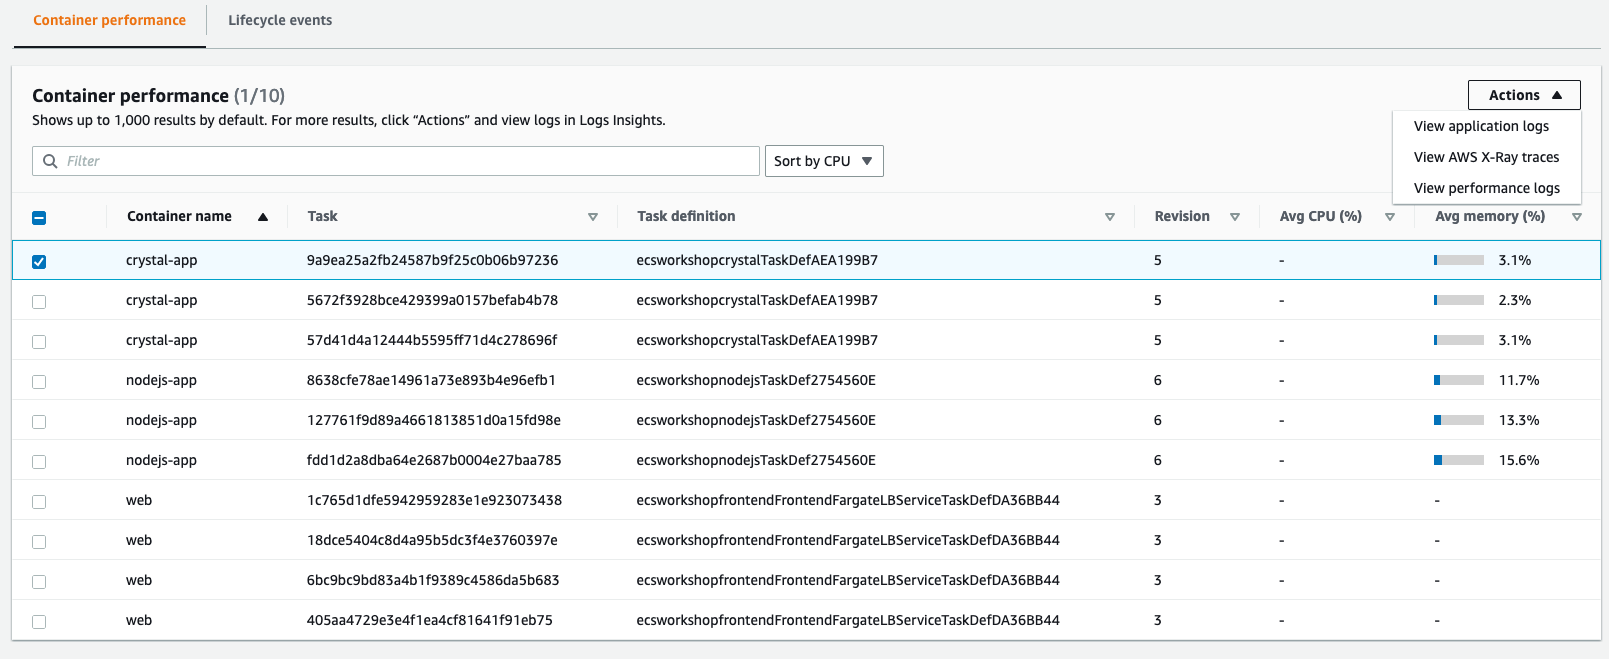 Container performance Lifecycle events
Container performance (1/10) Actions
Shows up to 1,000 results by default. For more results, click “Actions” and view logs in Logs Insights.
View application logs
View AWS X-Ray traces
View performance logs
Filter Sort by CPU
Container name Task Task definition Revision Avg CPU (%) Avg memory (%)
crystal-app 9a9ea25a2fb24587b9f25c0b06b97236 ecsworkshopcrystalTaskDefAEA199B7 5 - 3.1%
crystal-app 5672f3928bce429399a0157befab4b78 ecsworkshopcrystalTaskDefAEA199B7 5 - 2.3%
crystal-app 57d41d4a12444b5595ff71d4c278696f ecsworkshopcrystalTaskDefAEA199B7 5 - 3.1%
nodejs-app 8638cfe78ae14961a73e893b4e96efb1 ecsworkshopnodejsTaskDef2754560E 6 - 11.7%
nodejs-app 127761f9d89a4661813851d0a15fd98e ecsworkshopnodejsTaskDef2754560E 6 - 13.3%
nodejs-app fdd1d2a8dba64e2687b0004e27baa785 ecsworkshopnodejsTaskDef2754560E 6 - 15.6%
web 1c765d1dfe5942959283e1e923073438 ecsworkshopfrontendFrontendFargateLBServiceTaskDefDA36BB44 3 - -
web 18dce5404c8d4a95b5dc3f4e3760397e ecsworkshopfrontendFrontendFargateLBServiceTaskDefDA36BB44 3 - -
web 6bc9bc9bd83a4b1f9389c4586da5b683 ecsworkshopfrontendFrontendFargateLBServiceTaskDefDA36BB44 3 - -
web 405aa4729e3e4f1ea4cf81641f91eb75 ecsworkshopfrontendFrontendFargateLBServiceTaskDefDA36BB44 3 - -